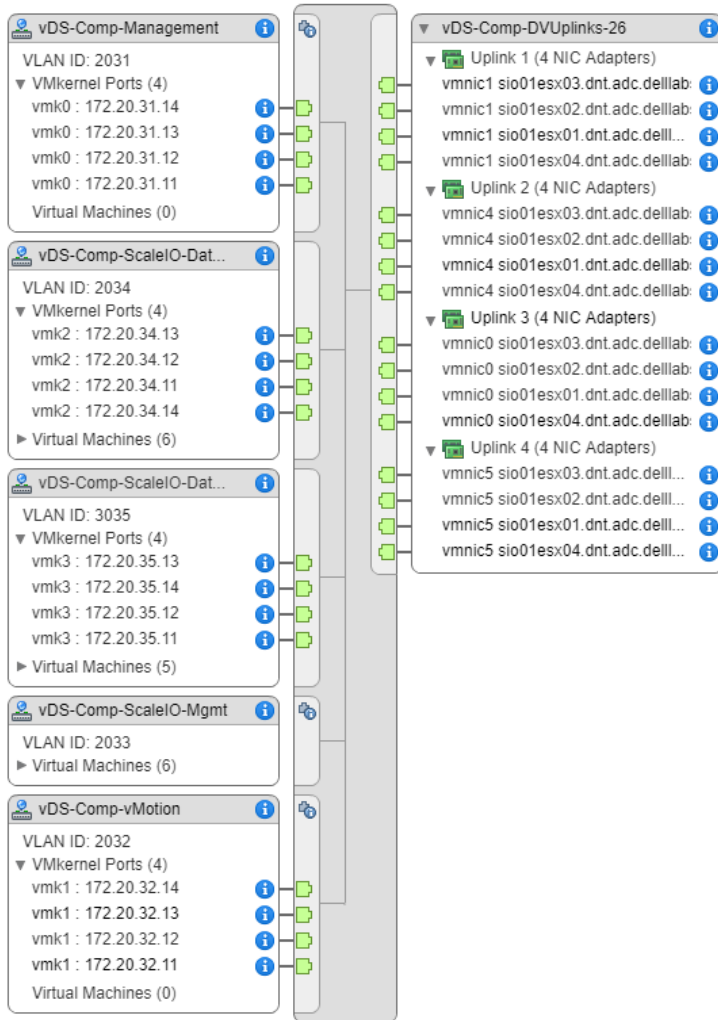 vDS-Comp-Management
VLAN ID: 2031
VMkernel Ports (4)
vmk0 : 172.20.31.14
vmk0 : 172.20.31.13
vmk0 : 172.20.31.12
vmk0 : 172.20.31.11
Virtual Machines (0)
vDS-Comp-ScaleIO-Dat...
VLAN ID: 2034
VMkernel Ports (4)
vmk2 : 172.20.34.13
vmk2 : 172.20.34.12
vmk2 : 172.20.34.11
vmk2 : 172.20.34.14
Virtual Machines (6)
vDS-Comp-ScaleIO-Dat...
VLAN ID: 3035
VMkernel Ports (4)
vmk3 : 172.20.35.13
vmk3 : 172.20.35.14
vmk3 : 172.20.35.12
vmk3 : 172.20.35.11
Virtual Machines (5)
vDS-Comp-ScaleIO-Mgmt
VLAN ID: 2033
Virtual Machines (6)
vDS-Comp-vMotion
VLAN ID: 2032
VMkernel Ports (4)
vmk1 : 172.20.32.14
vmk1 : 172.20.32.13
vmk1 : 172.20.32.12
vmk1 : 172.20.32.11
Virtual Machines (0)
vDS-Comp-DVUplinks-26
Uplink 1 (4 NIC Adapters)
vmnic1 sio01esx03.dnt.adc.delllab
vmnic1 sio01esx02.dnt.adc.delllab
vmnic1 sio01esx01.dnt.adc.delll...
vmnic1 sio01esx04.dnt.adc.delllab
Uplink 2 (4 NIC Adapters)
vmnic4 sio01esx03.dnt.adc.delllab
vmnic4 sio01esx02.dnt.adc.delllab
vmnic4 sio01esx01.dnt.adc.delllab
vmnic4 sio01esx04.dnt.adc.delllab
Uplink 3 (4 NIC Adapters)
vmnic0 sio01esx03.dnt.adc.delllab
vmnic0 sio01esx02.dnt.adc.delllab
vmnic0 sio01esx01.dnt.adc.delllab
vmnic0 sio01esx04.dnt.adc.delllab
Uplink 4 (4 NIC Adapters)
vmnic5 sio01esx03.dnt.adc.delll...
vmnic5 sio01esx02.dnt.adc.delll...
vmnic5 sio01esx01.dnt.adc.delll...
vmnic5 sio01esx04.dnt.adc.delll...